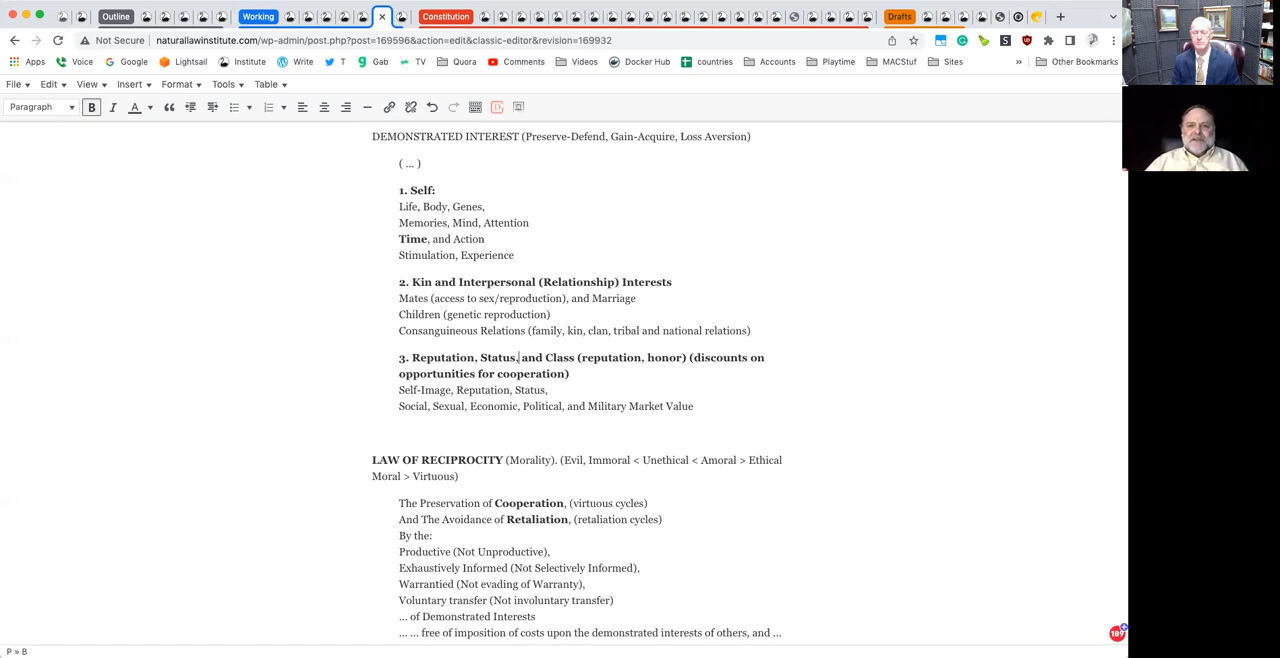 Outline
Working
Constitution
Drafts
Not Secure
naturallawinstitute.com/wp-admin/post.php?post=169596&action=edit&classic-editor&revision=169932
Apps
Voice
Google
Lightsail
Institute
Write
T
Gab
TV
Quora
Comments
Videos
Docker Hub
countries
Accounts
Playtime
MACStuf
Sites
»
Other Bookmarks
File Edit View Insert Format Tools Table
Paragraph B I A
DEMONSTRATED INTEREST (Preserve-Defend, Gain-Acquire, Loss Aversion)
( ... )
1. Self:
Life, Body, Genes,
Memories, Mind, Attention
Time, and Action
Stimulation, Experience
2. Kin and Interpersonal (Relationship) Interests
Mates (access to sex/reproduction), and Marriage
Children (genetic reproduction)
Consanguineous Relations (family, kin, clan, tribal and national relations)
3. Reputation, Status, and Class (reputation, honor) (discounts on
opportunities for cooperation)
Self-Image, Reputation, Status,
Social, Sexual, Economic, Political, and Military Market Value
LAW OF RECIPROCITY (Morality). (Evil, Immoral < Unethical < Amoral > Ethical
Moral > Virtuous)
The Preservation of Cooperation, (virtuous cycles)
And The Avoidance of Retaliation, (retaliation cycles)
By the:
Productive (Not Unproductive),
Exhaustively Informed (Not Selectively Informed),
Warrantied (Not evading of Warranty),
Voluntary transfer (Not involuntary transfer)
... of Demonstrated Interests
... ... free of imposition of costs upon the demonstrated interests of others, and ...
189
P » B